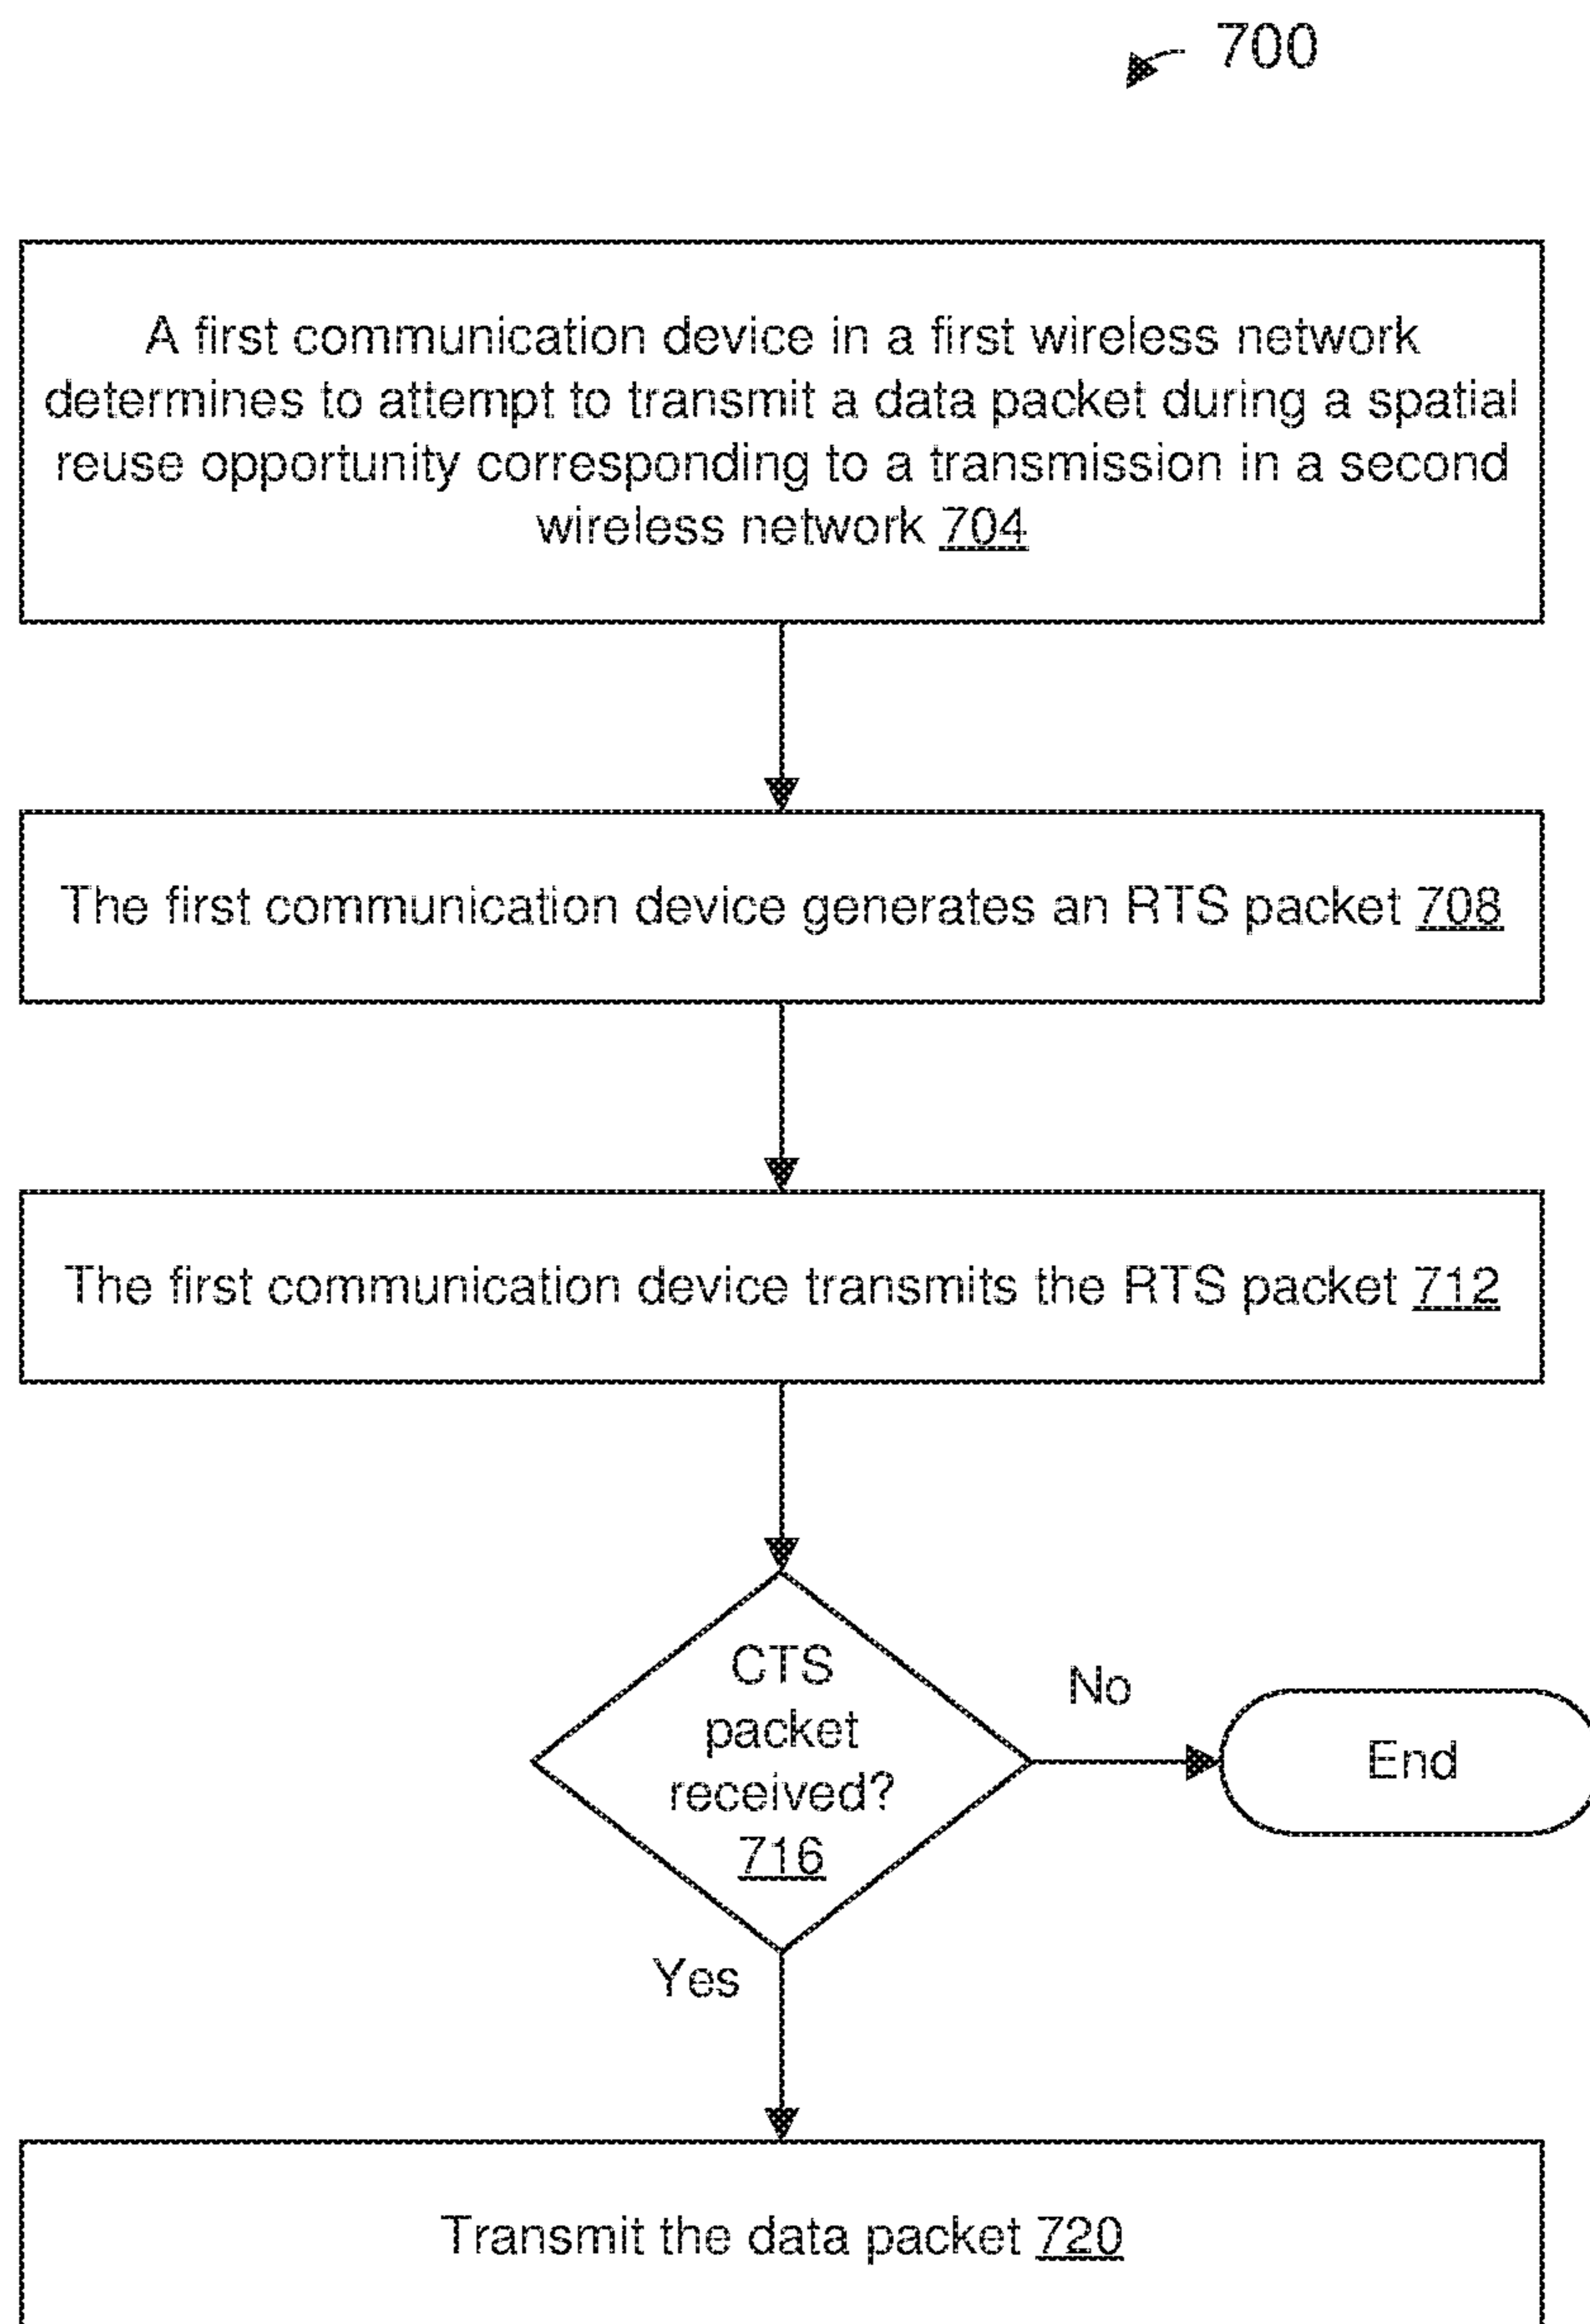 700
A first communication device in a first wireless network
determines to attempt to transmit a data packet during a spatial
reuse opportunity corresponding to a transmission in a second
wireless network 704
The first communication device generates an RTS packet 708
The first communication device transmits the RTS packet 712
CTS
packet
received?
716
No
End
Yes
Transmit the data packet 720